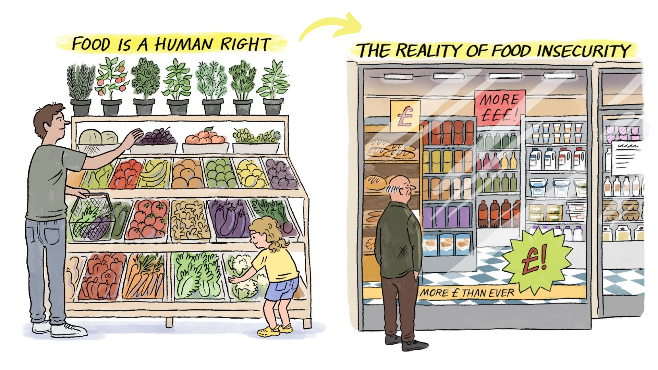 FOOD IS A HUMAN RIGHT
THE REALITY OF FOOD INSECURITY
£
MORE
£££!
£!
MORE £ THAN EVER